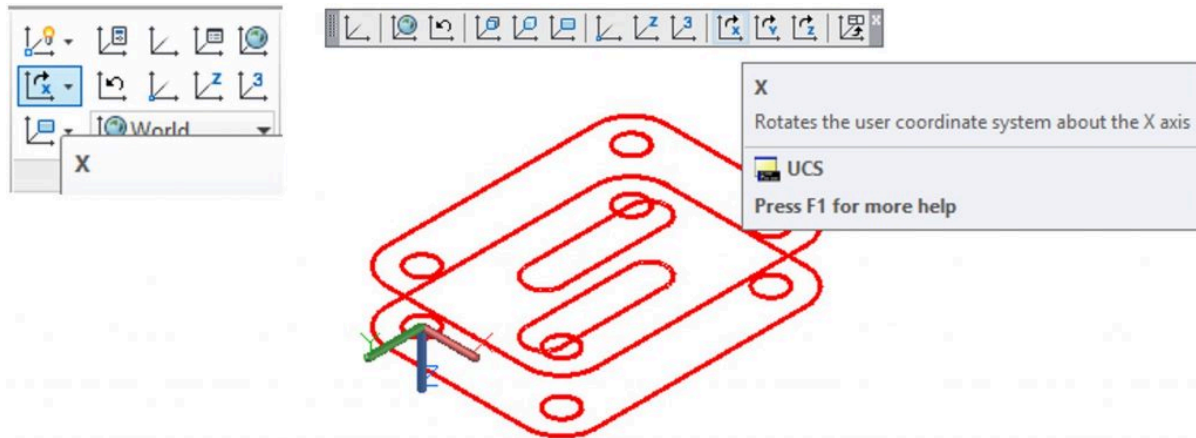 World
X
X
Rotates the user coordinate system about the X axis
UCS
Press F1 for more help
X
Y
Z